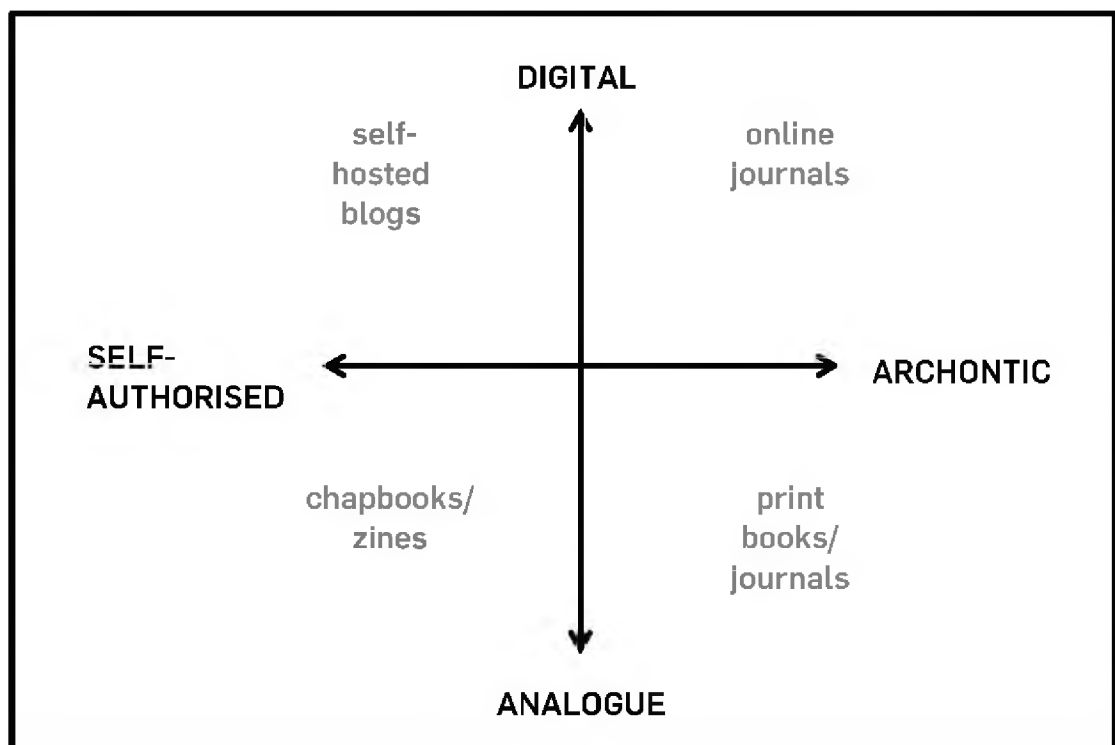 DIGITAL
self-
hosted
blogs
online
journals
SELF-
AUTHORISED
ARCHONTIC
chapbooks/
zines
print
books/
journals
ANALOGUE